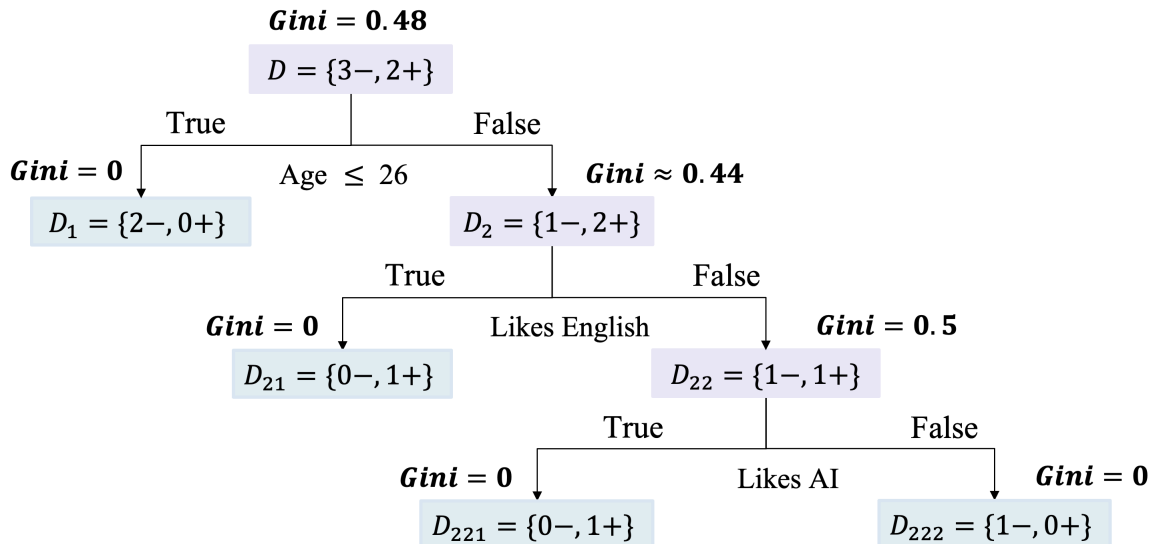 Gini = 0.48
D = {3−, 2+}
True
False
Gini = 0
Age ≤ 26
Gini ≈ 0.44
D₁ = {2−, 0+}
D₂ = {1−, 2+}
True
False
Gini = 0
Likes English
Gini = 0.5
D₂₁ = {0−, 1+}
D₂₂ = {1−, 1+}
True
False
Gini = 0
Likes AI
Gini = 0
D₂₂₁ = {0−, 1+}
D₂₂₂ = {1−, 0+}